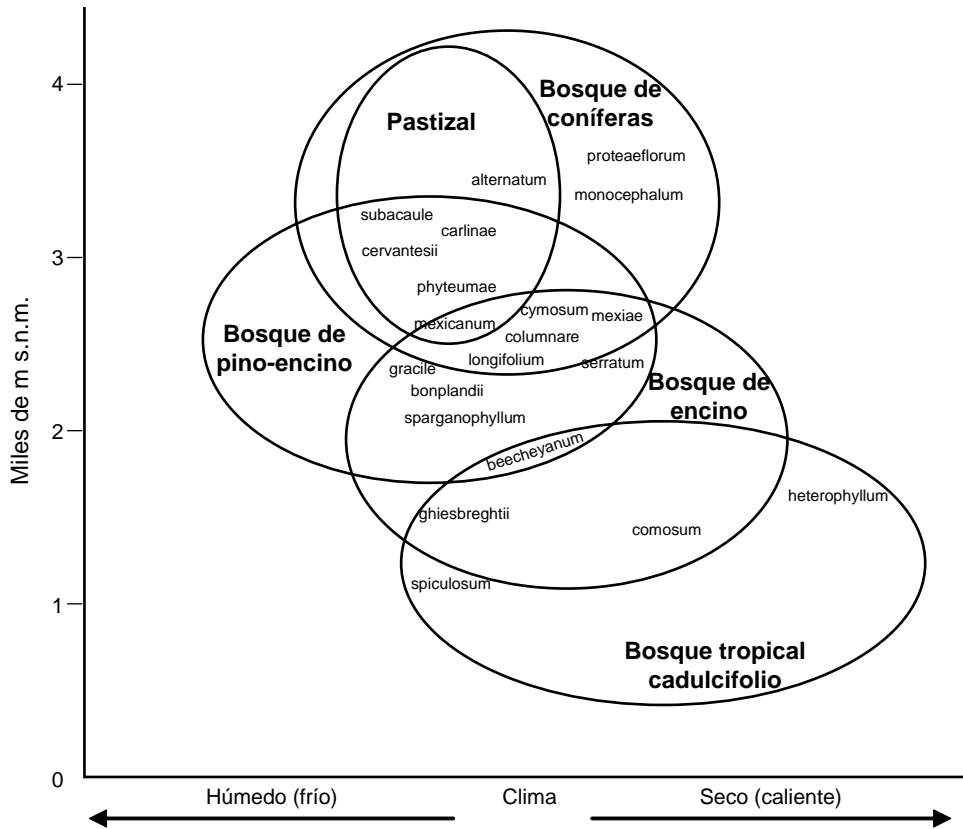 4
Bosque de
coníferas
Pastizal
proteaeflorum
alternatum
monocephalum
subacaule
carlinae
3
cervantesii
phyteumae
cymosum
mexiae
mexicanum
columnare
Bosque de
pino-encino
longifolium
serratum
gracile
Bosque de
encino
bonplandii
sparganophyllum
2
beecheyanum
heterophyllum
ghiesbreghtii
comosum
spiculosum
1
Bosque tropical
cadulcifolio
0
Miles de m s.n.m.
Húmedo (frío) Clima Seco (caliente)